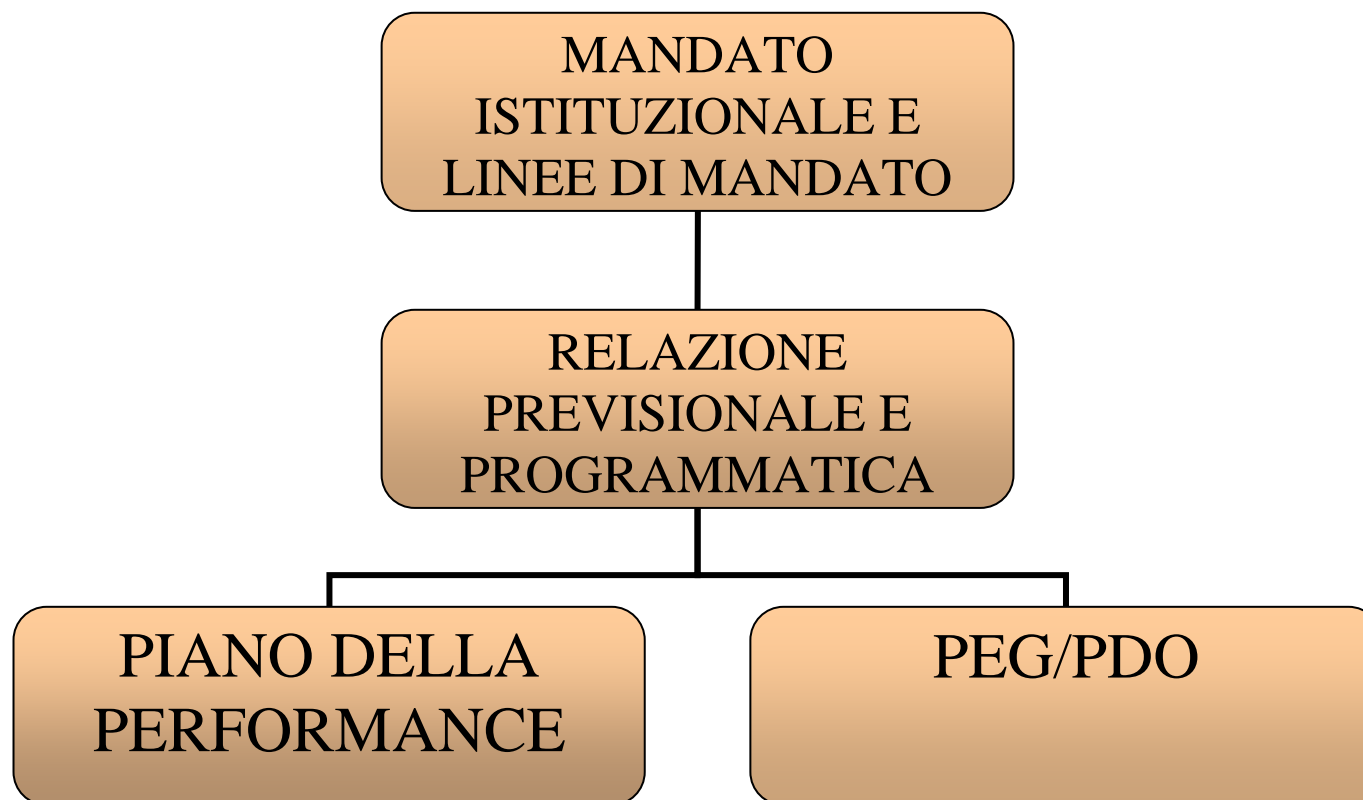 MANDATO
ISTITUZIONALE E
LINEE DI MANDATO
RELAZIONE
PREVISIONALE E
PROGRAMMATICA
PIANO DELLA
PERFORMANCE
PEG/PDO